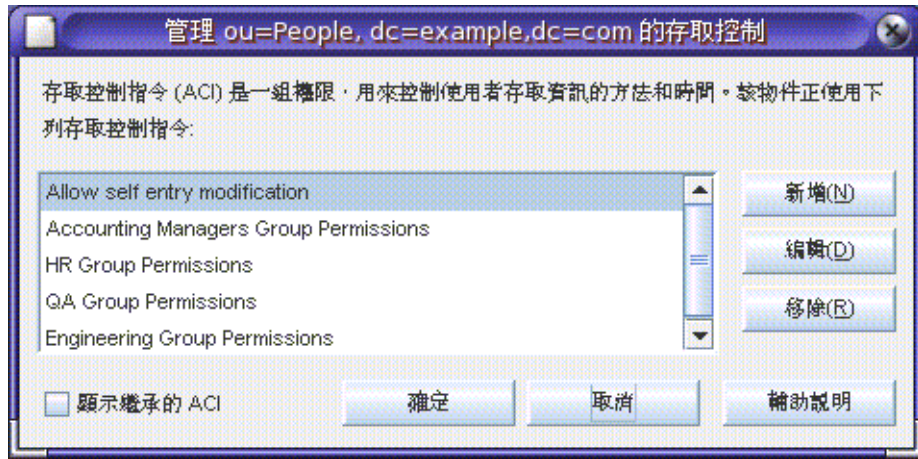 管理 ou=People, dc=example,dc=com 的存取控制
存取控制指令 (ACI) 是一組權限，用來控制使用者存取資訊的方法和時間。該物件正使用下
列存取控制指令:
Allow self entry modification
Accounting Managers Group Permissions
HR Group Permissions
QA Group Permissions
Engineering Group Permissions
新增(N)
編輯(D)
移除(R)
顯示繼承的 ACI
確定
取消
輔助說明